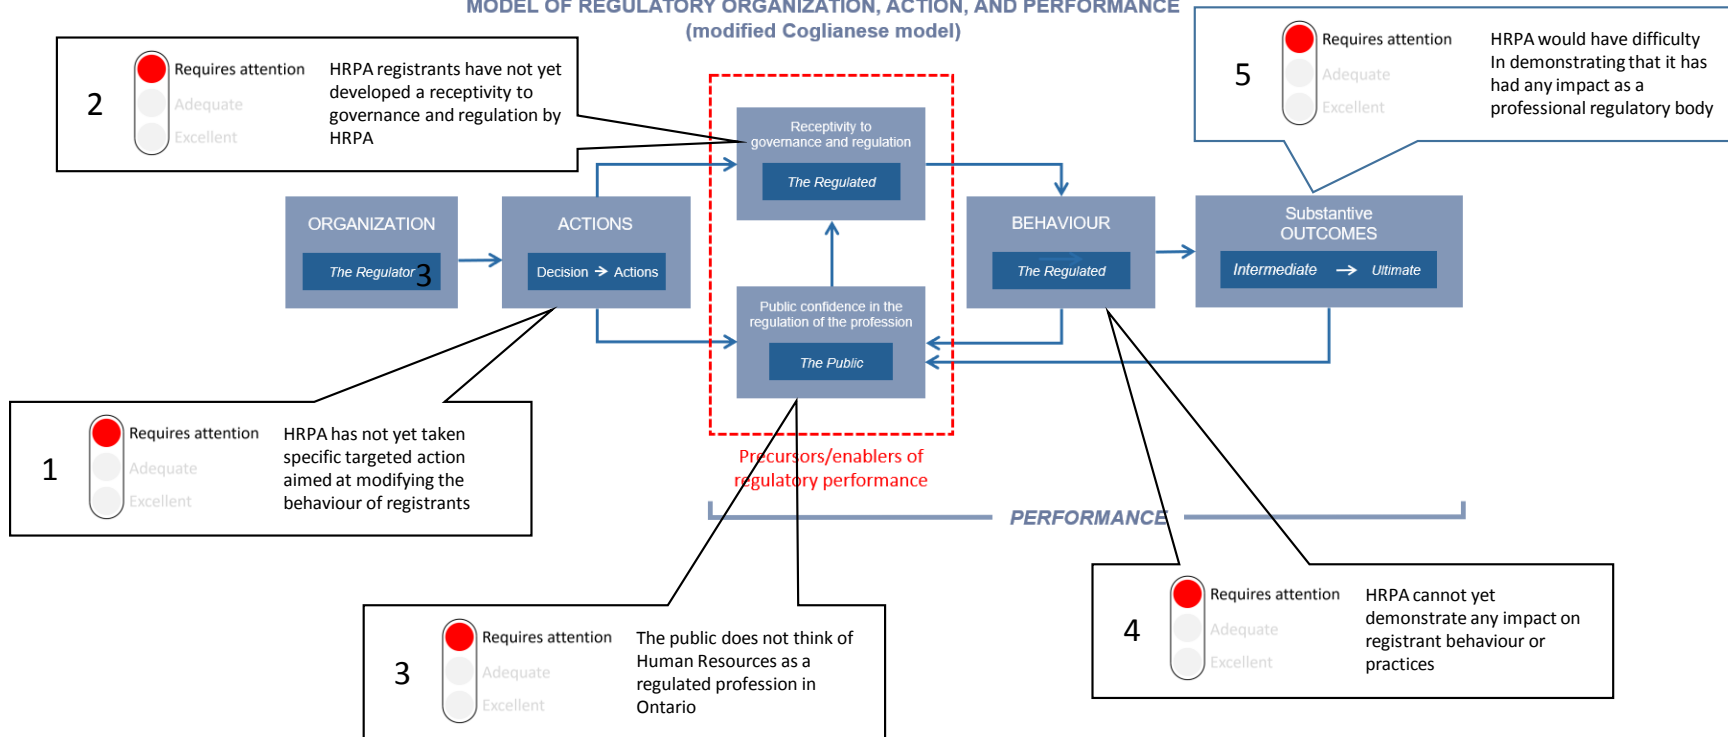 MODEL OF REGULATORY ORGANIZATION, ACTION, AND PERFORMANCE
(modified Coglianese model)
2
Requires attention
Adequate
Excellent
HRPA registrants have not yet
developed a receptivity to
governance and regulation by
HRPA
5
Requires attention
Adequate
Excellent
HRPA would have difficulty
In demonstrating that it has
had any impact as a
professional regulatory body
ORGANIZATION
The Regulator
3
ACTIONS
Decision → Actions
Receptivity to
governance and regulation
The Regulated
Public confidence in the
regulation of the profession
The Public
BEHAVIOUR
The Regulated
Substantive
OUTCOMES
Intermediate → Ultimate
Precursors/enablers of
regulatory performance
PERFORMANCE
1
Requires attention
Adequate
Excellent
HRPA has not yet taken
specific targeted action
aimed at modifying the
behaviour of registrants
3
Requires attention
Adequate
Excellent
The public does not think of
Human Resources as a
regulated profession in
Ontario
4
Requires attention
Adequate
Excellent
HRPA cannot yet
demonstrate any impact on
registrant behaviour or
practices